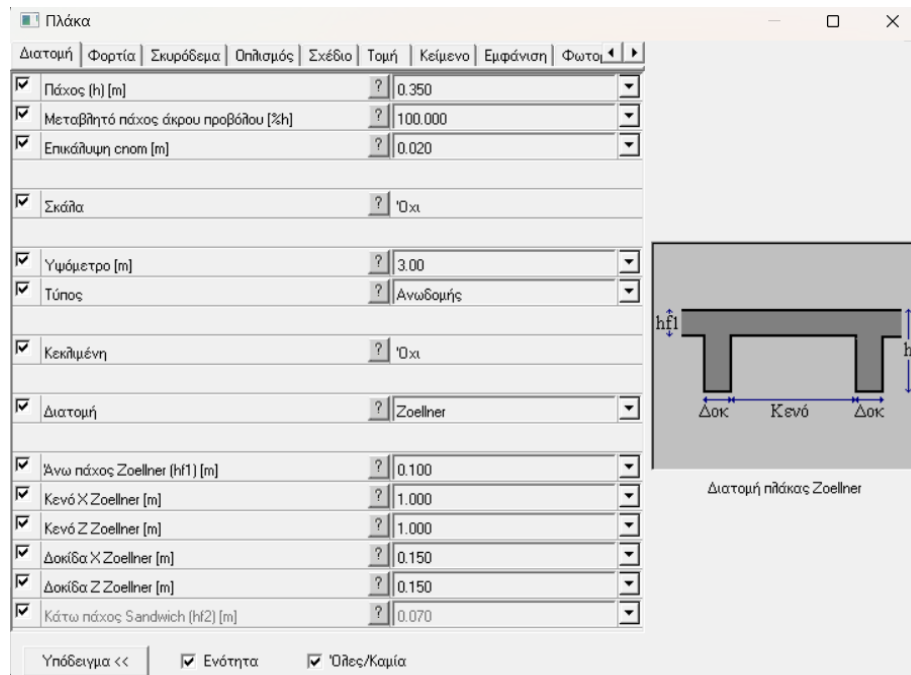 Πλάκα
Διατομή Φορτία Σκυρόδεμα Οπλισμός Σχέδιο Τομή Κείμενο Εμφάνιση
Πάχος (h) [m] ? 0.350
Μεταβλητό πάχος άκρου προβόλου [%h] ? 100.000
Επικάλυψη cnom [m] ? 0.020
Σκάλα ? 'Οχι
Υψόμετρο [m] ? 3.00
Τύπος ? Ανωδομής
Κεκλιμένη ? 'Οχι
Διατομή ? Zoellner
Άνω πάχος Zoellner (hf1) [m] ? 0.100
Κενό X Zoellner [m] ? 1.000
Κενό Z Zoellner [m] ? 1.000
Δοκίδα X Zoellner [m] ? 0.150
Δοκίδα Z Zoellner [m] ? 0.150
Κάτω πάχος Sandwich (hf2) [m] ? 0.070
hf1
h
Δοκ Κενό Δοκ
Διατομή πλάκας Zoellner
Υπόδειγμα << Ενότητα 'Ολες/Καμία